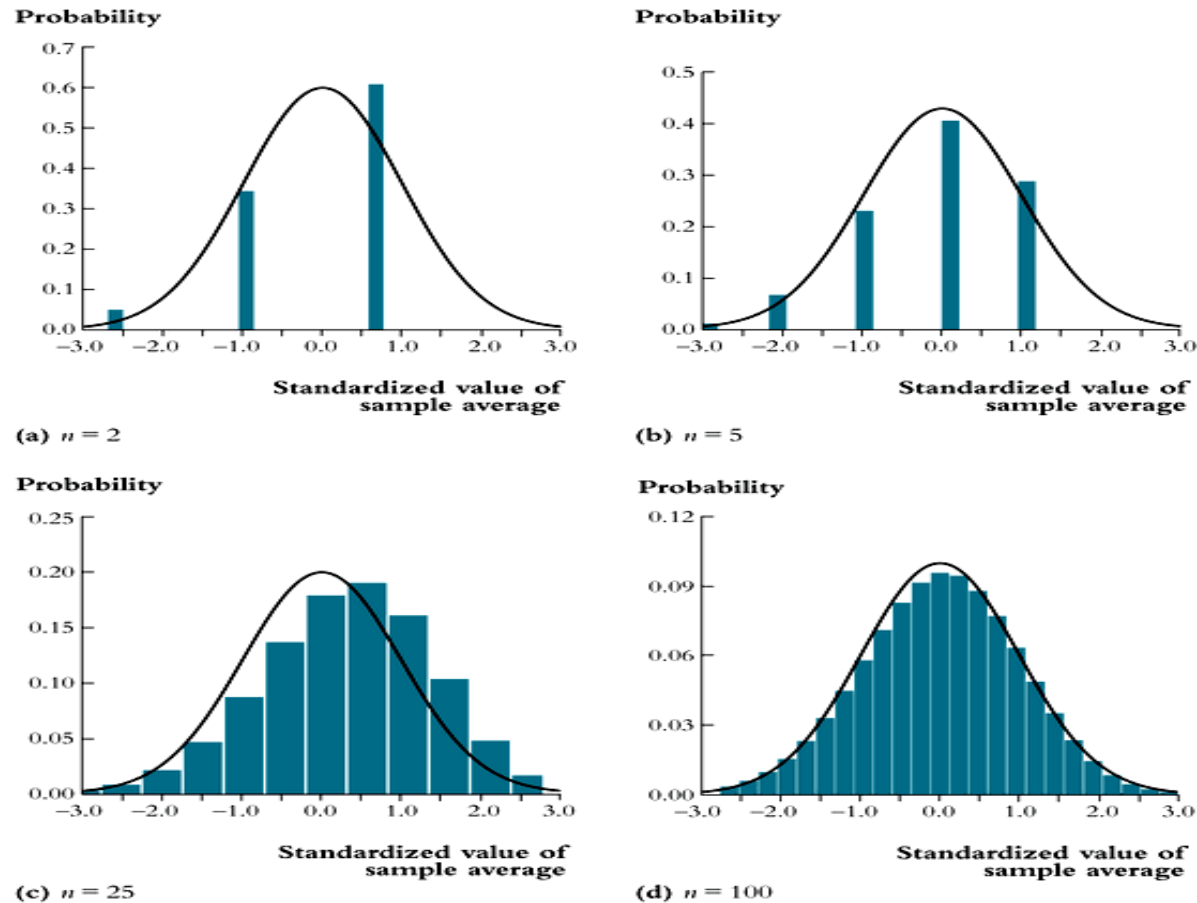 Probability
0.7
0.6
0.5
0.4
0.3
0.2
0.1
0.0
−3.0 −2.0 −1.0 0.0 1.0 2.0 3.0
Standardized value of
sample average
(a) n = 2
Probability
0.5
0.4
0.3
0.2
0.1
0.0
−3.0 −2.0 −1.0 0.0 1.0 2.0 3.0
Standardized value of
sample average
(b) n = 5
Probability
0.25
0.20
0.15
0.10
0.05
0.00
−3.0 −2.0 −1.0 0.0 1.0 2.0 3.0
Standardized value of
sample average
(c) n = 25
Probability
0.12
0.09
0.06
0.03
0.00
−3.0 −2.0 −1.0 0.0 1.0 2.0 3.0
Standardized value of
sample average
(d) n = 100